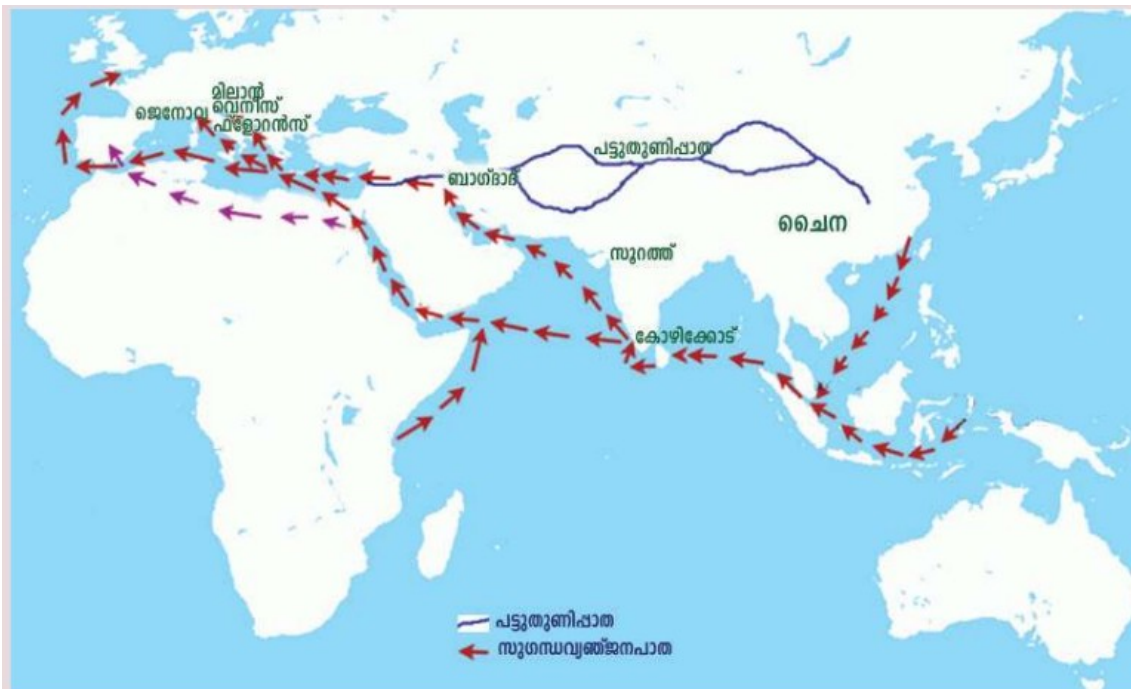 മിലാൻ
ജെനോവ വെനീസ്
ഫ്ളോറൻസ്
പട്ടുതുണിപ്പാത
ബാഗ്ദാദ്
ചൈന
സൂറത്ത്
കോഴിക്കോട്
പട്ടുതുണിപ്പാത
സുഗന്ധവ്യഞ്ജനപാത